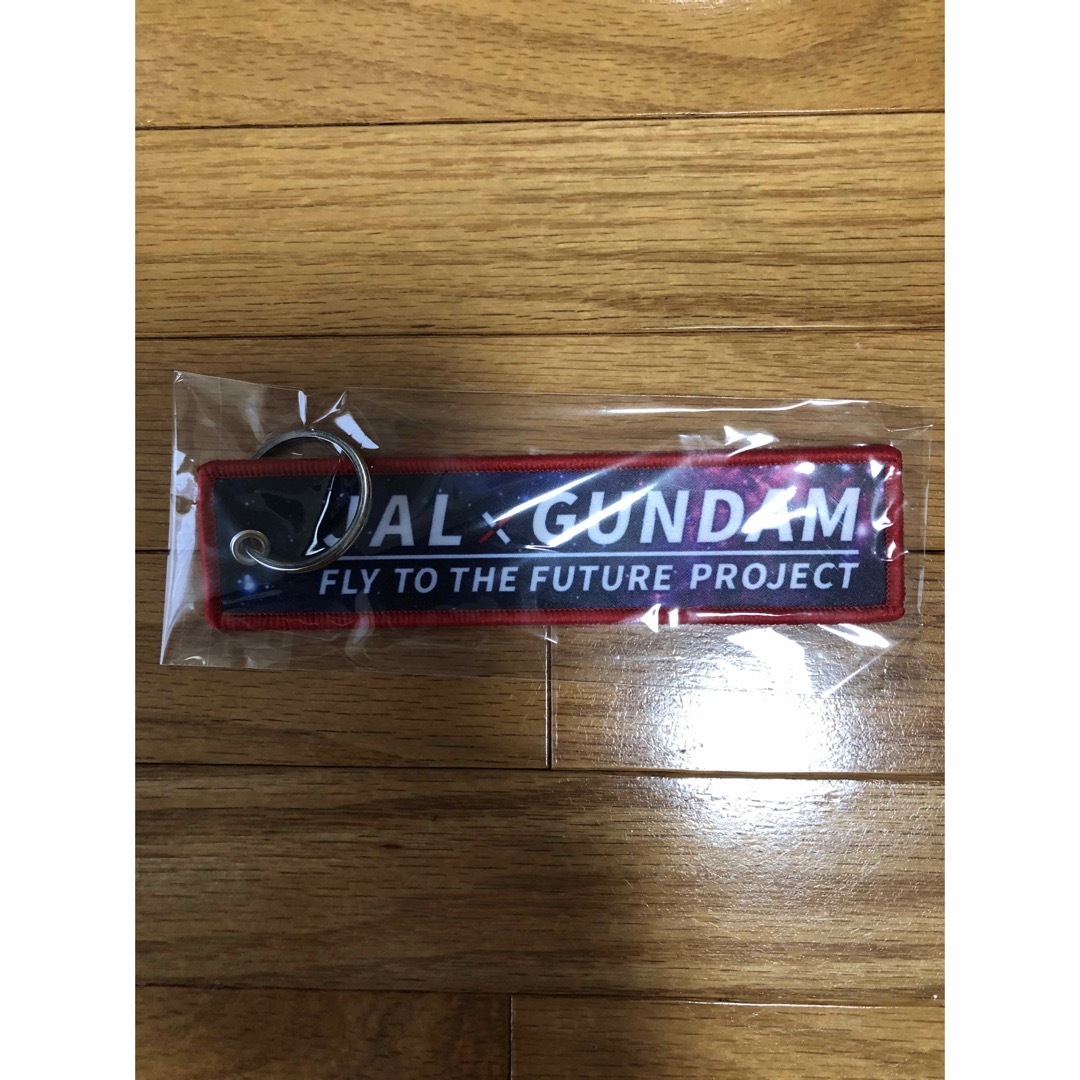 JAL × GUNDAM
FLY TO THE FUTURE PROJECT